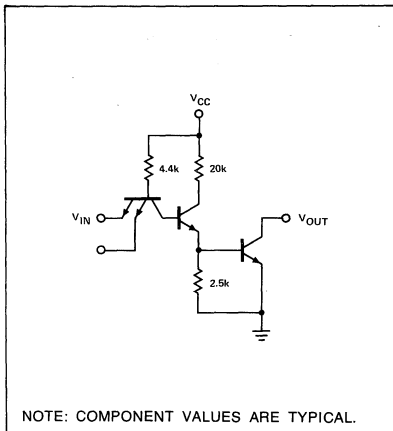 VCC
4.4k
20k
VIN
VOUT
2.5k
NOTE: COMPONENT VALUES ARE TYPICAL.